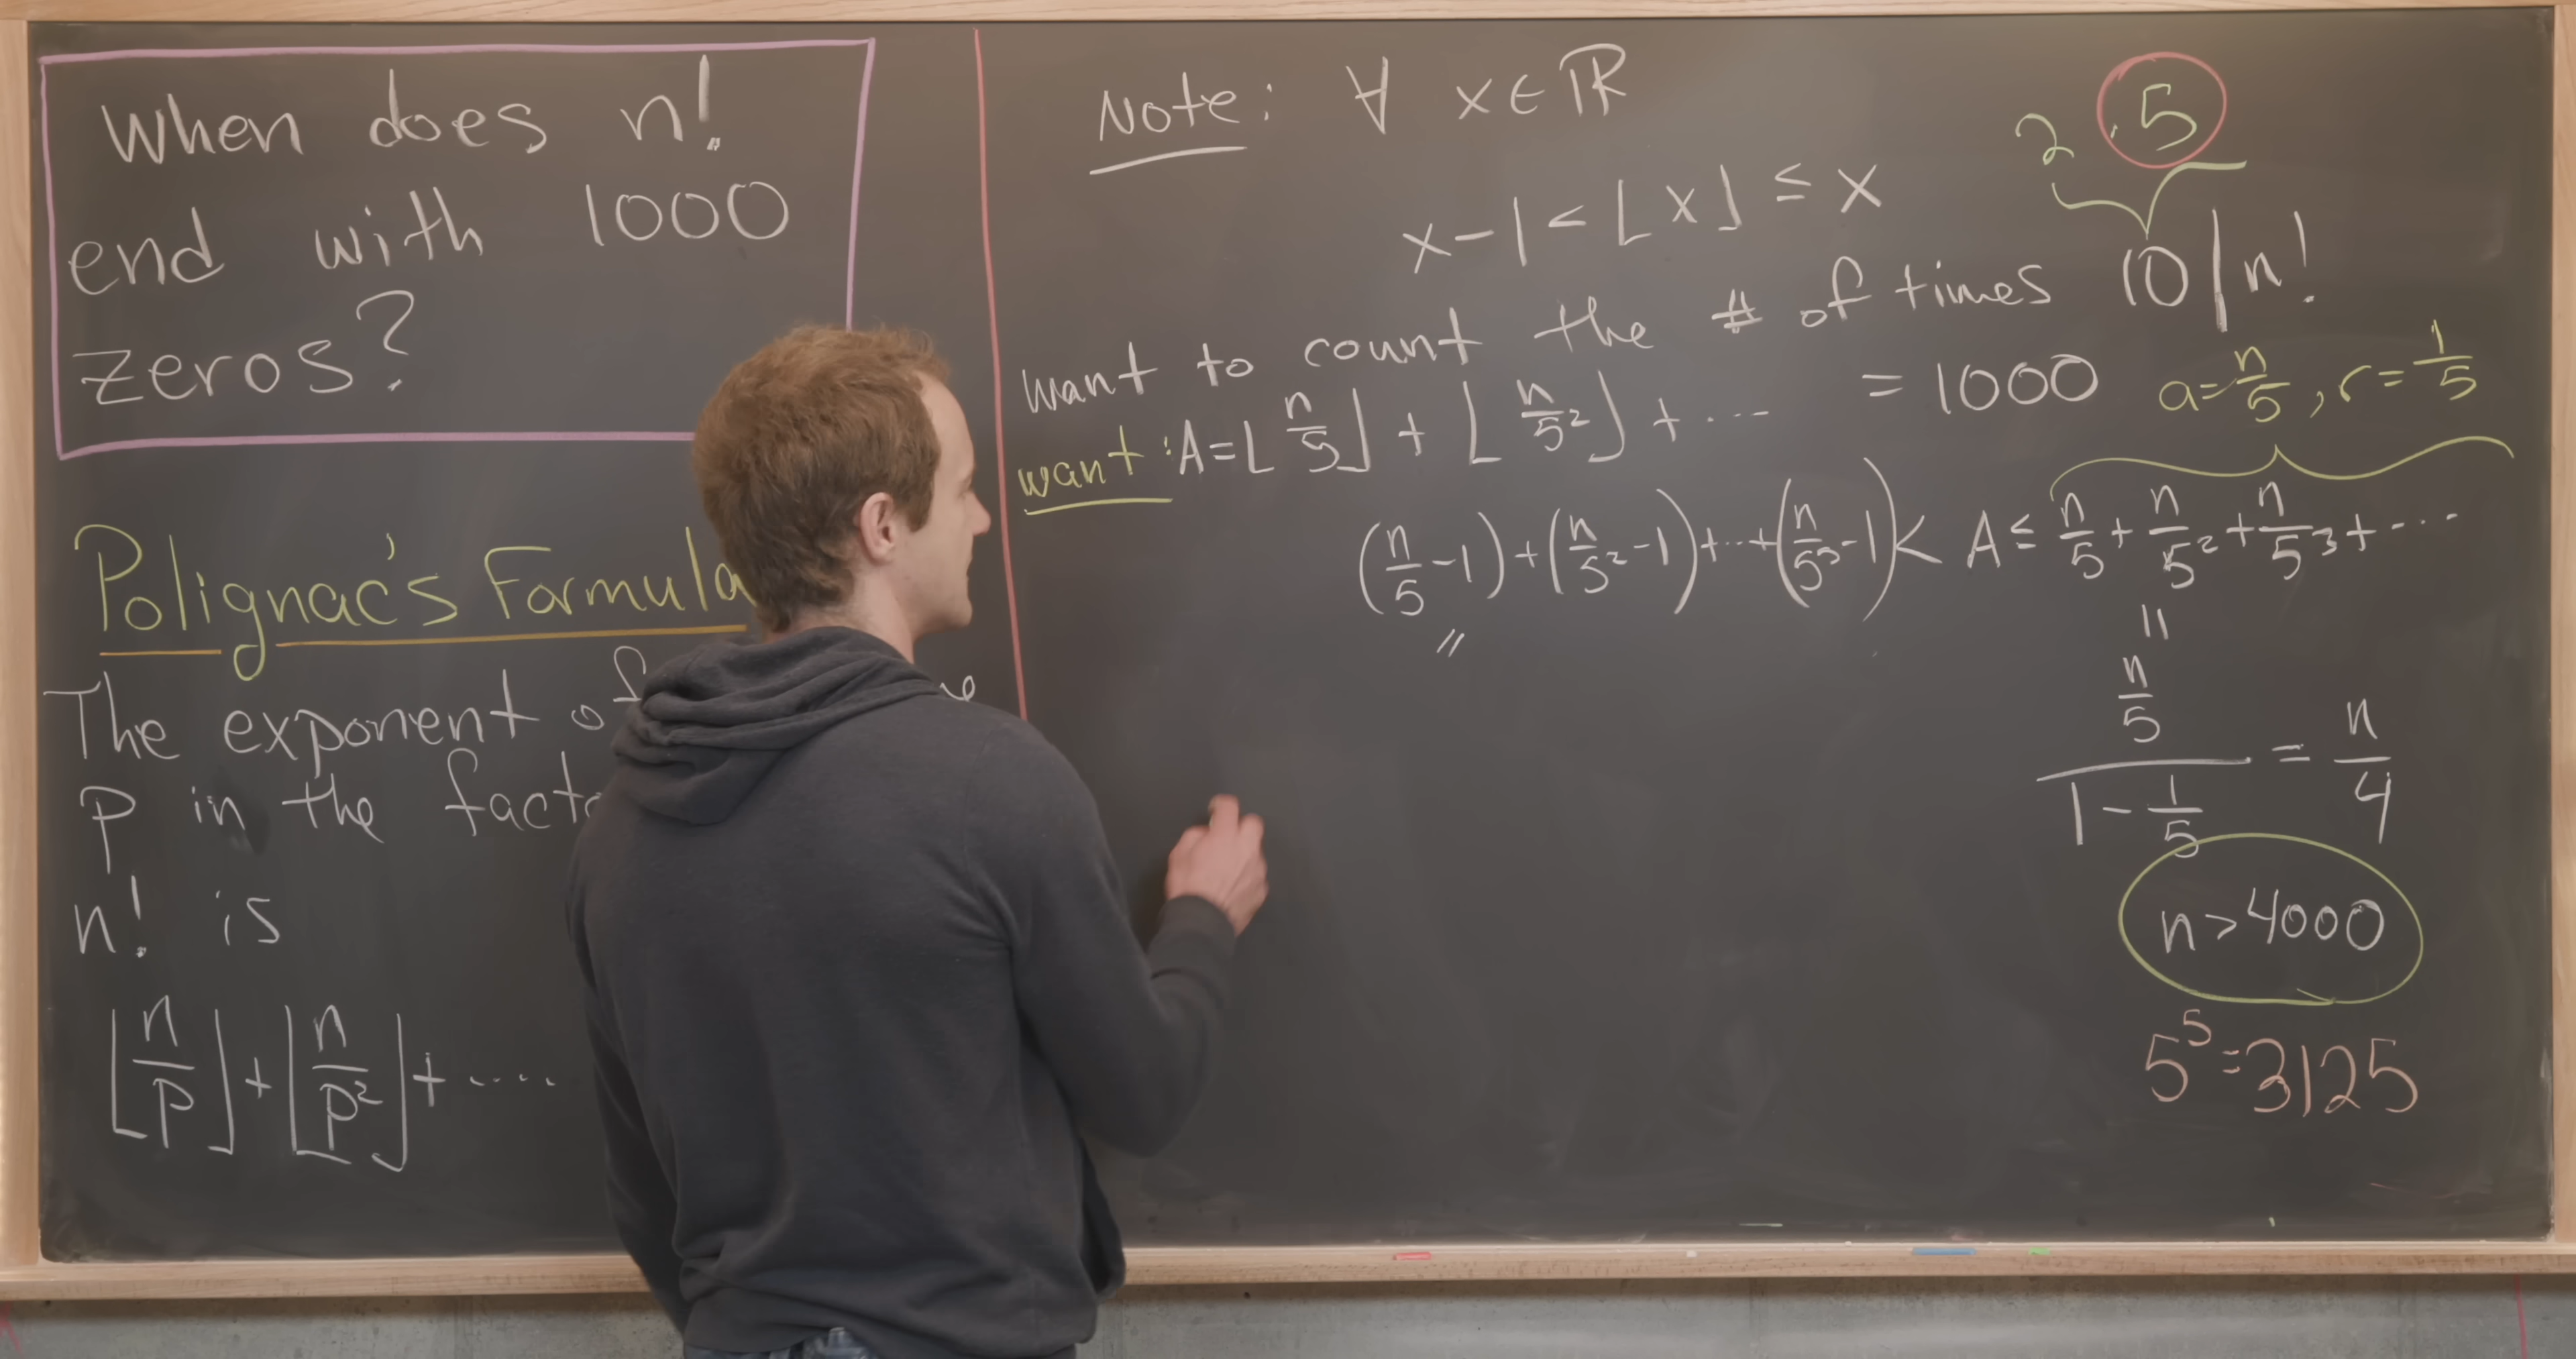 When does n!
end with 1000
zeros?
Polignac's Formula
The exponent of
p in the
n! is
⌊n/p⌋ + ⌊n/p²⌋ + ....
Note: ∀ x ∈ ℝ
x-1 < ⌊x⌋ ≤ x
2 · 5
want to count the # of times 10 | n!
want: A = ⌊n/5⌋ + ⌊n/5²⌋ + ... = 1000
a = n/5, r = 1/5
(n/5 -1) + (n/5² -1) + ... + (n/5⁵ -1) < A ≤ n/5 + n/5² + n/5³ + ...
= =
(n/5)/(1 - 1/5) = n/4
n > 4000
5⁵ = 3125